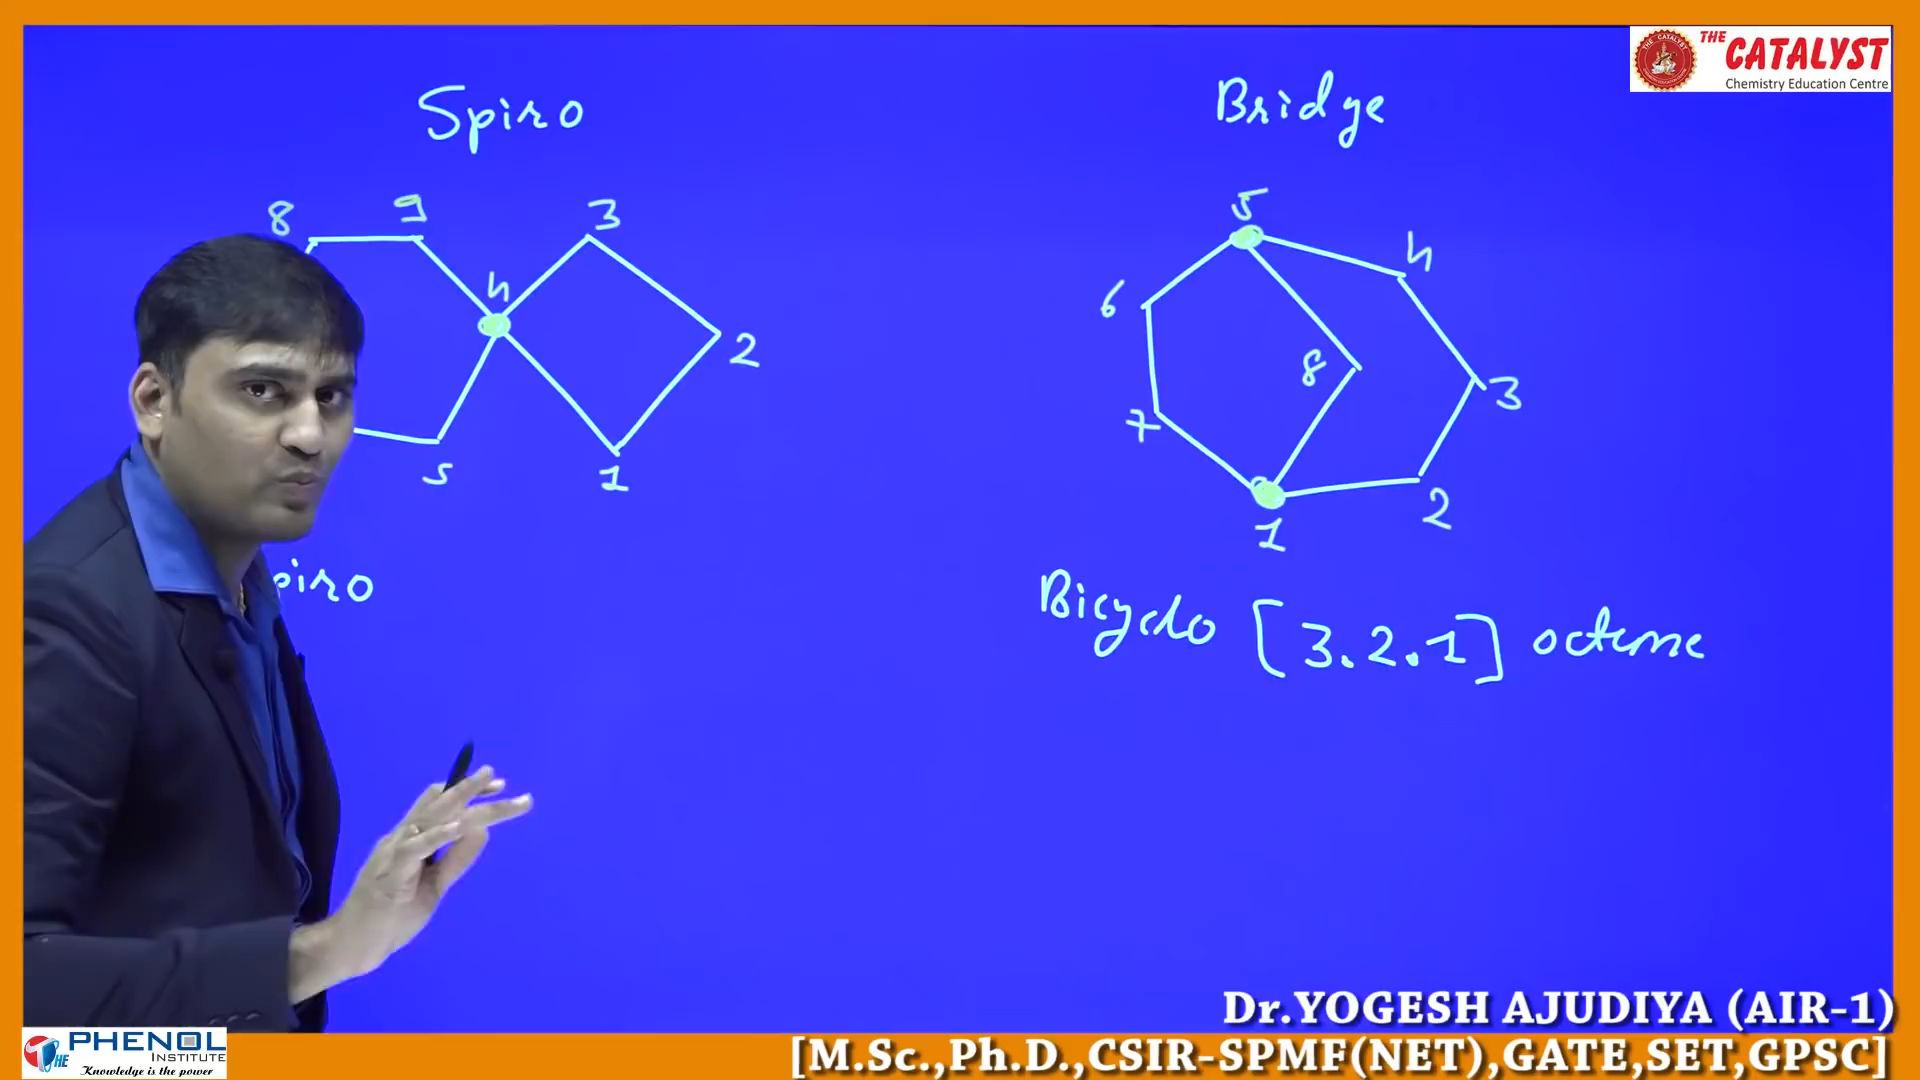 THE CATALYST
Chemistry Education Centre
Spiro
Bridge
8 9 3
4
2
5 1
5
4
6
8
3
7
2
1
piro
Bicyclo [3.2.1] octane
Dr.YOGESH AJUDIYA (AIR-1)
[M.Sc.,Ph.D.,CSIR-SPMF(NET),GATE,SET,GPSC]
THE PHENOL
INSTITUTE
Knowledge is the power